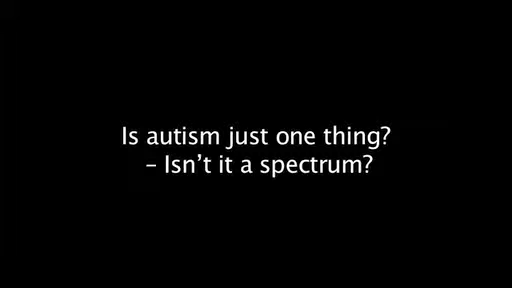 Is autism just one thing?
– Isn’t it a spectrum?